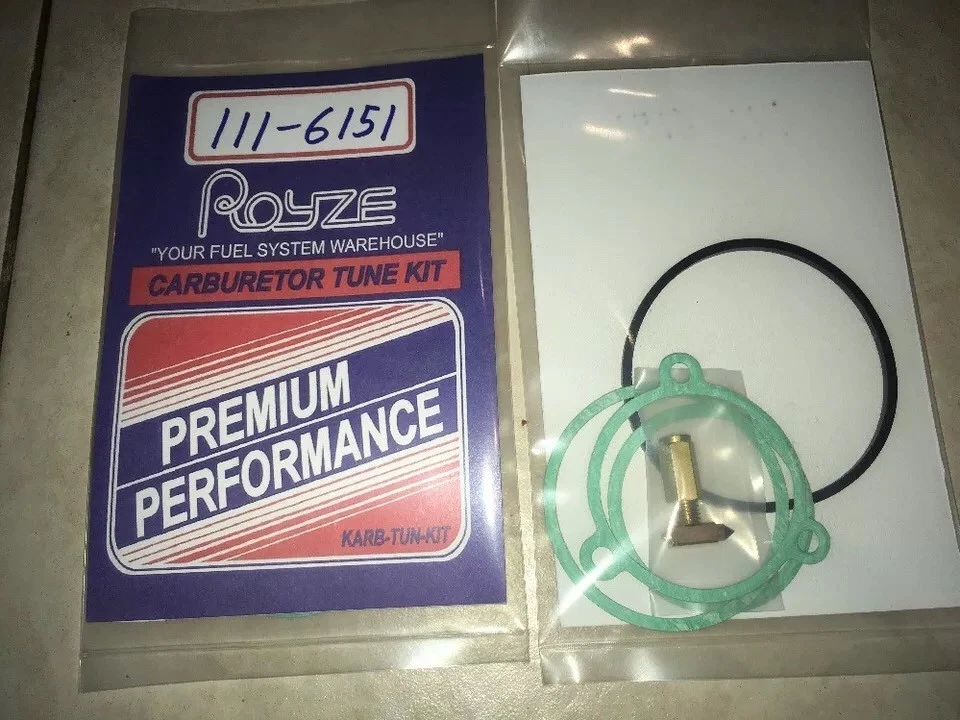 111-6151
ROYZE
"YOUR FUEL SYSTEM WAREHOUSE"
CARBURETOR TUNE KIT
PREMIUM
PERFORMANCE
KARB-TUN-KIT